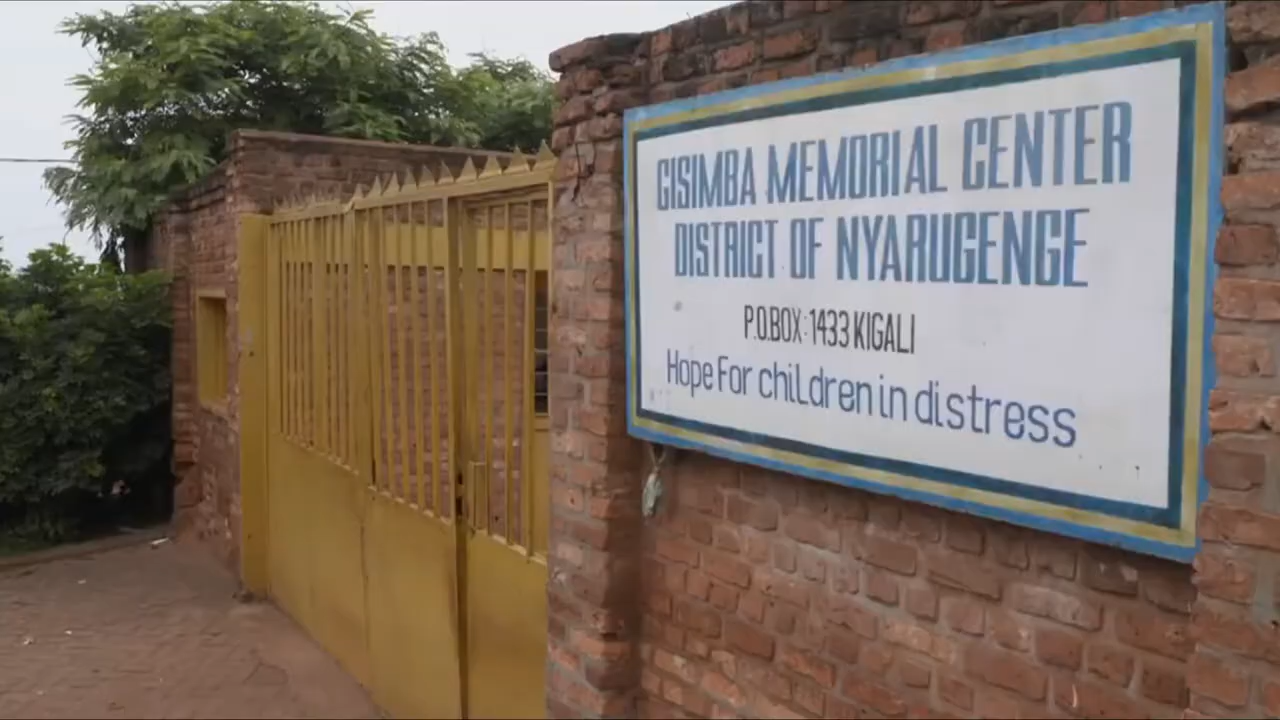 GISIMBA MEMORIAL CENTER
DISTRICT OF NYARUGENGE
P.O.BOX: 1433 KIGALI
Hope For children in distress